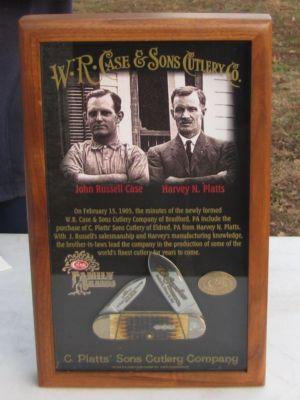 W.R. CASE & SONS CUTLERY CO.
John Russell Case
Harvey N. Platts
On February 15, 1905, the minutes of the newly formed
W.R. Case & Sons Cutlery Company of Bradford, PA include the
purchase of C. Platts' Sons Cutlery of Eldred, PA from Harvey N. Platts.
With J. Russell's salesmanship and Harvey's manufacturing knowledge,
the brother-in-laws lead the company in the production of some of the
world's finest cutlery for years to come.
CASE
FAMILY
BRANDS
C. Platts' Sons Cutlery Company